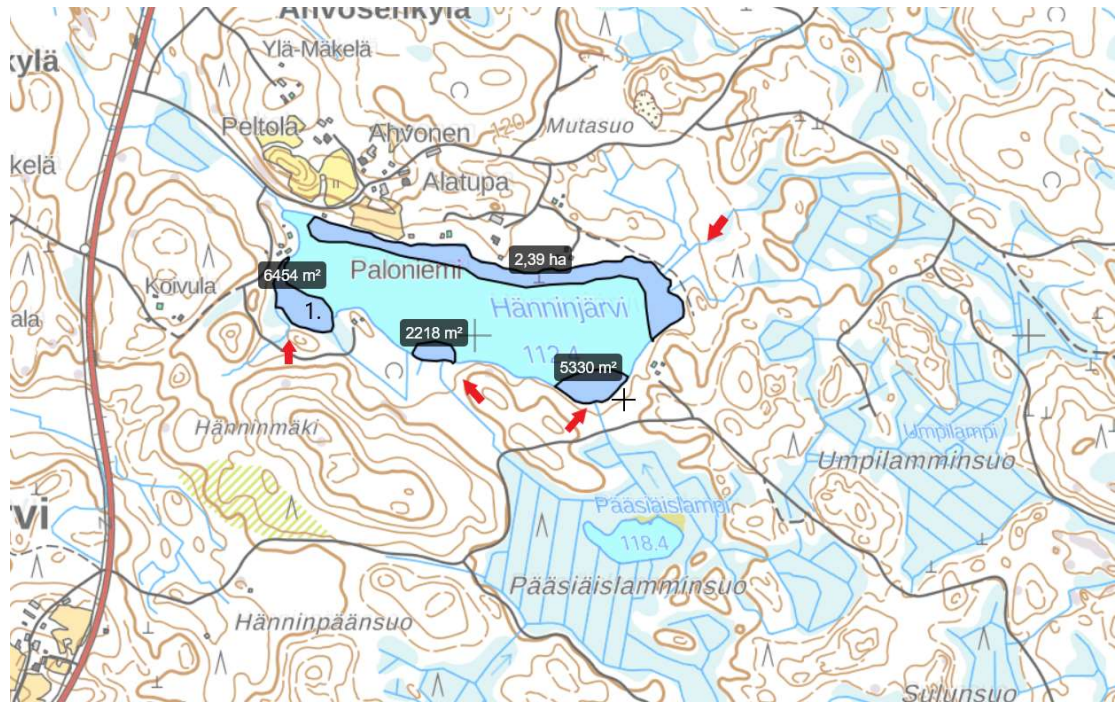 Ahvosenkylä
Ylä-Mäkelä
kylä
Peltola
Ahvonen
120
Mutasuo
kelä
Alatupa
6454 m²
Paloniemi
2,39 ha
Koivula
ala
1.
Hänninjärvi
2218 m²
112.4
5330 m²
Hänninmäki
Umpilampi
Umpilamminsuo
rvi
Pääsiäislampi
118.4
Pääsiäislamminsuo
Hänninpäänsuo
Sulunsuo